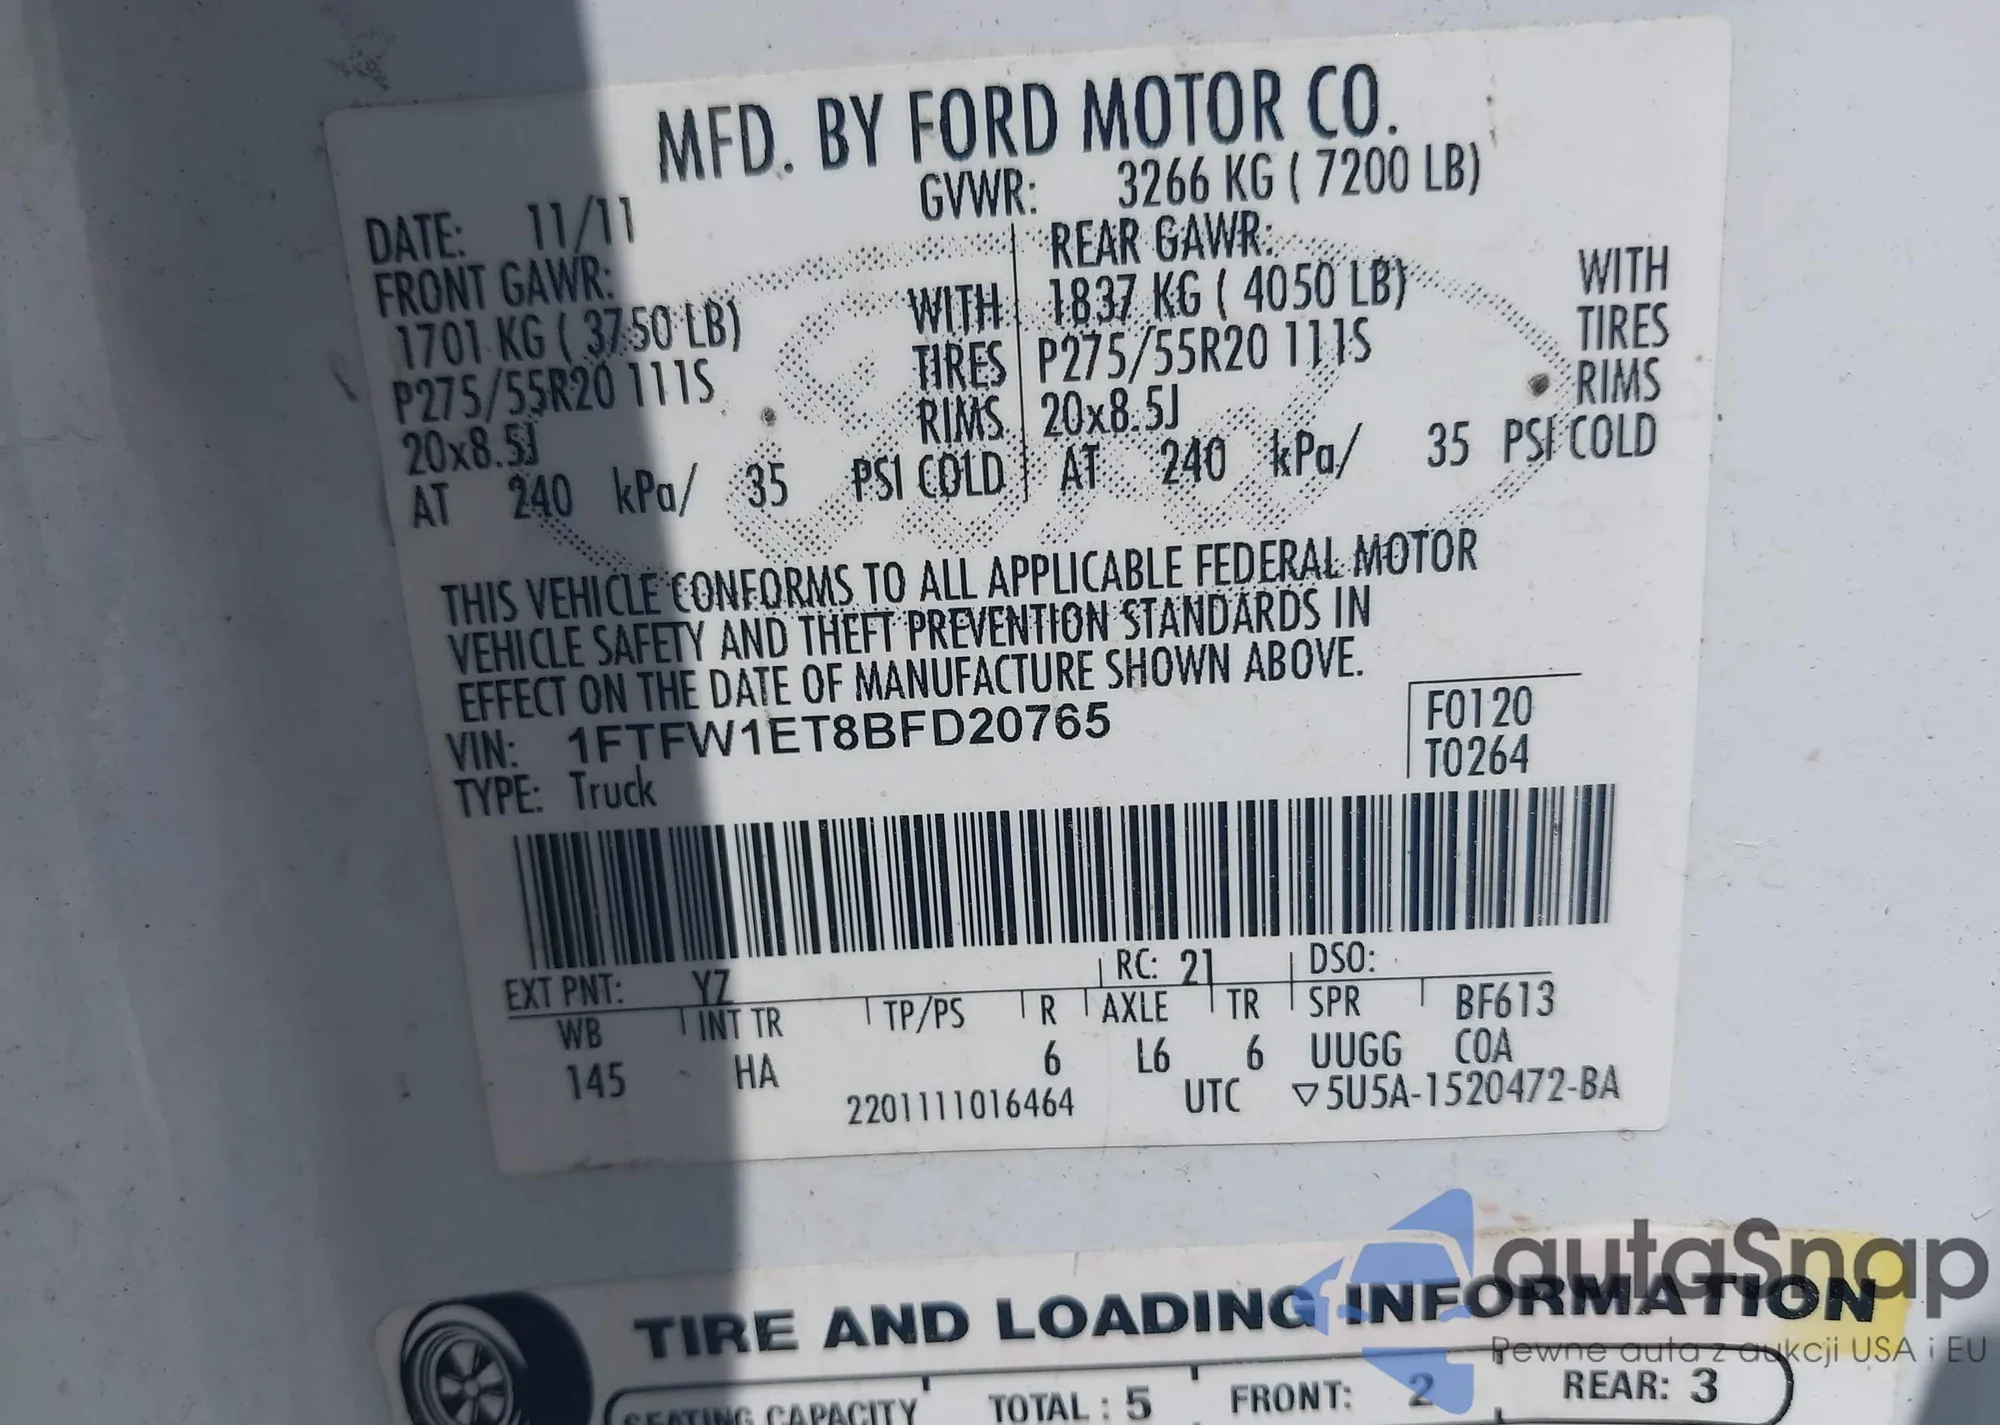 MFD. BY FORD MOTOR CO.
DATE: 11/11 GVWR: 3266 KG ( 7200 LB)
FRONT GAWR: REAR GAWR:
1701 KG ( 3750 LB) WITH 1837 KG ( 4050 LB) WITH
P275/55R20 111S TIRES P275/55R20 111S TIRES
20x8.5J RIMS 20x8.5J RIMS
AT 240 kPa/ 35 PSI COLD AT 240 kPa/ 35 PSI COLD
THIS VEHICLE CONFORMS TO ALL APPLICABLE FEDERAL MOTOR
VEHICLE SAFETY AND THEFT PREVENTION STANDARDS IN
EFFECT ON THE DATE OF MANUFACTURE SHOWN ABOVE.
VIN: 1FTFW1ET8BFD20765 F0120
TYPE: Truck T0264
EXT PNT: YZ RC: 21 DSO:
WB INT TR TP/PS R AXLE TR SPR BF613
145 HA 6 L6 6 UUGG COA
2201111016464 UTC ▽5U5A-1520472-BA
autaSnap
TIRE AND LOADING INFORMATION
Pewne auta z aukcji USA i EU
SEATING CAPACITY TOTAL : 5 FRONT: 2 REAR: 3